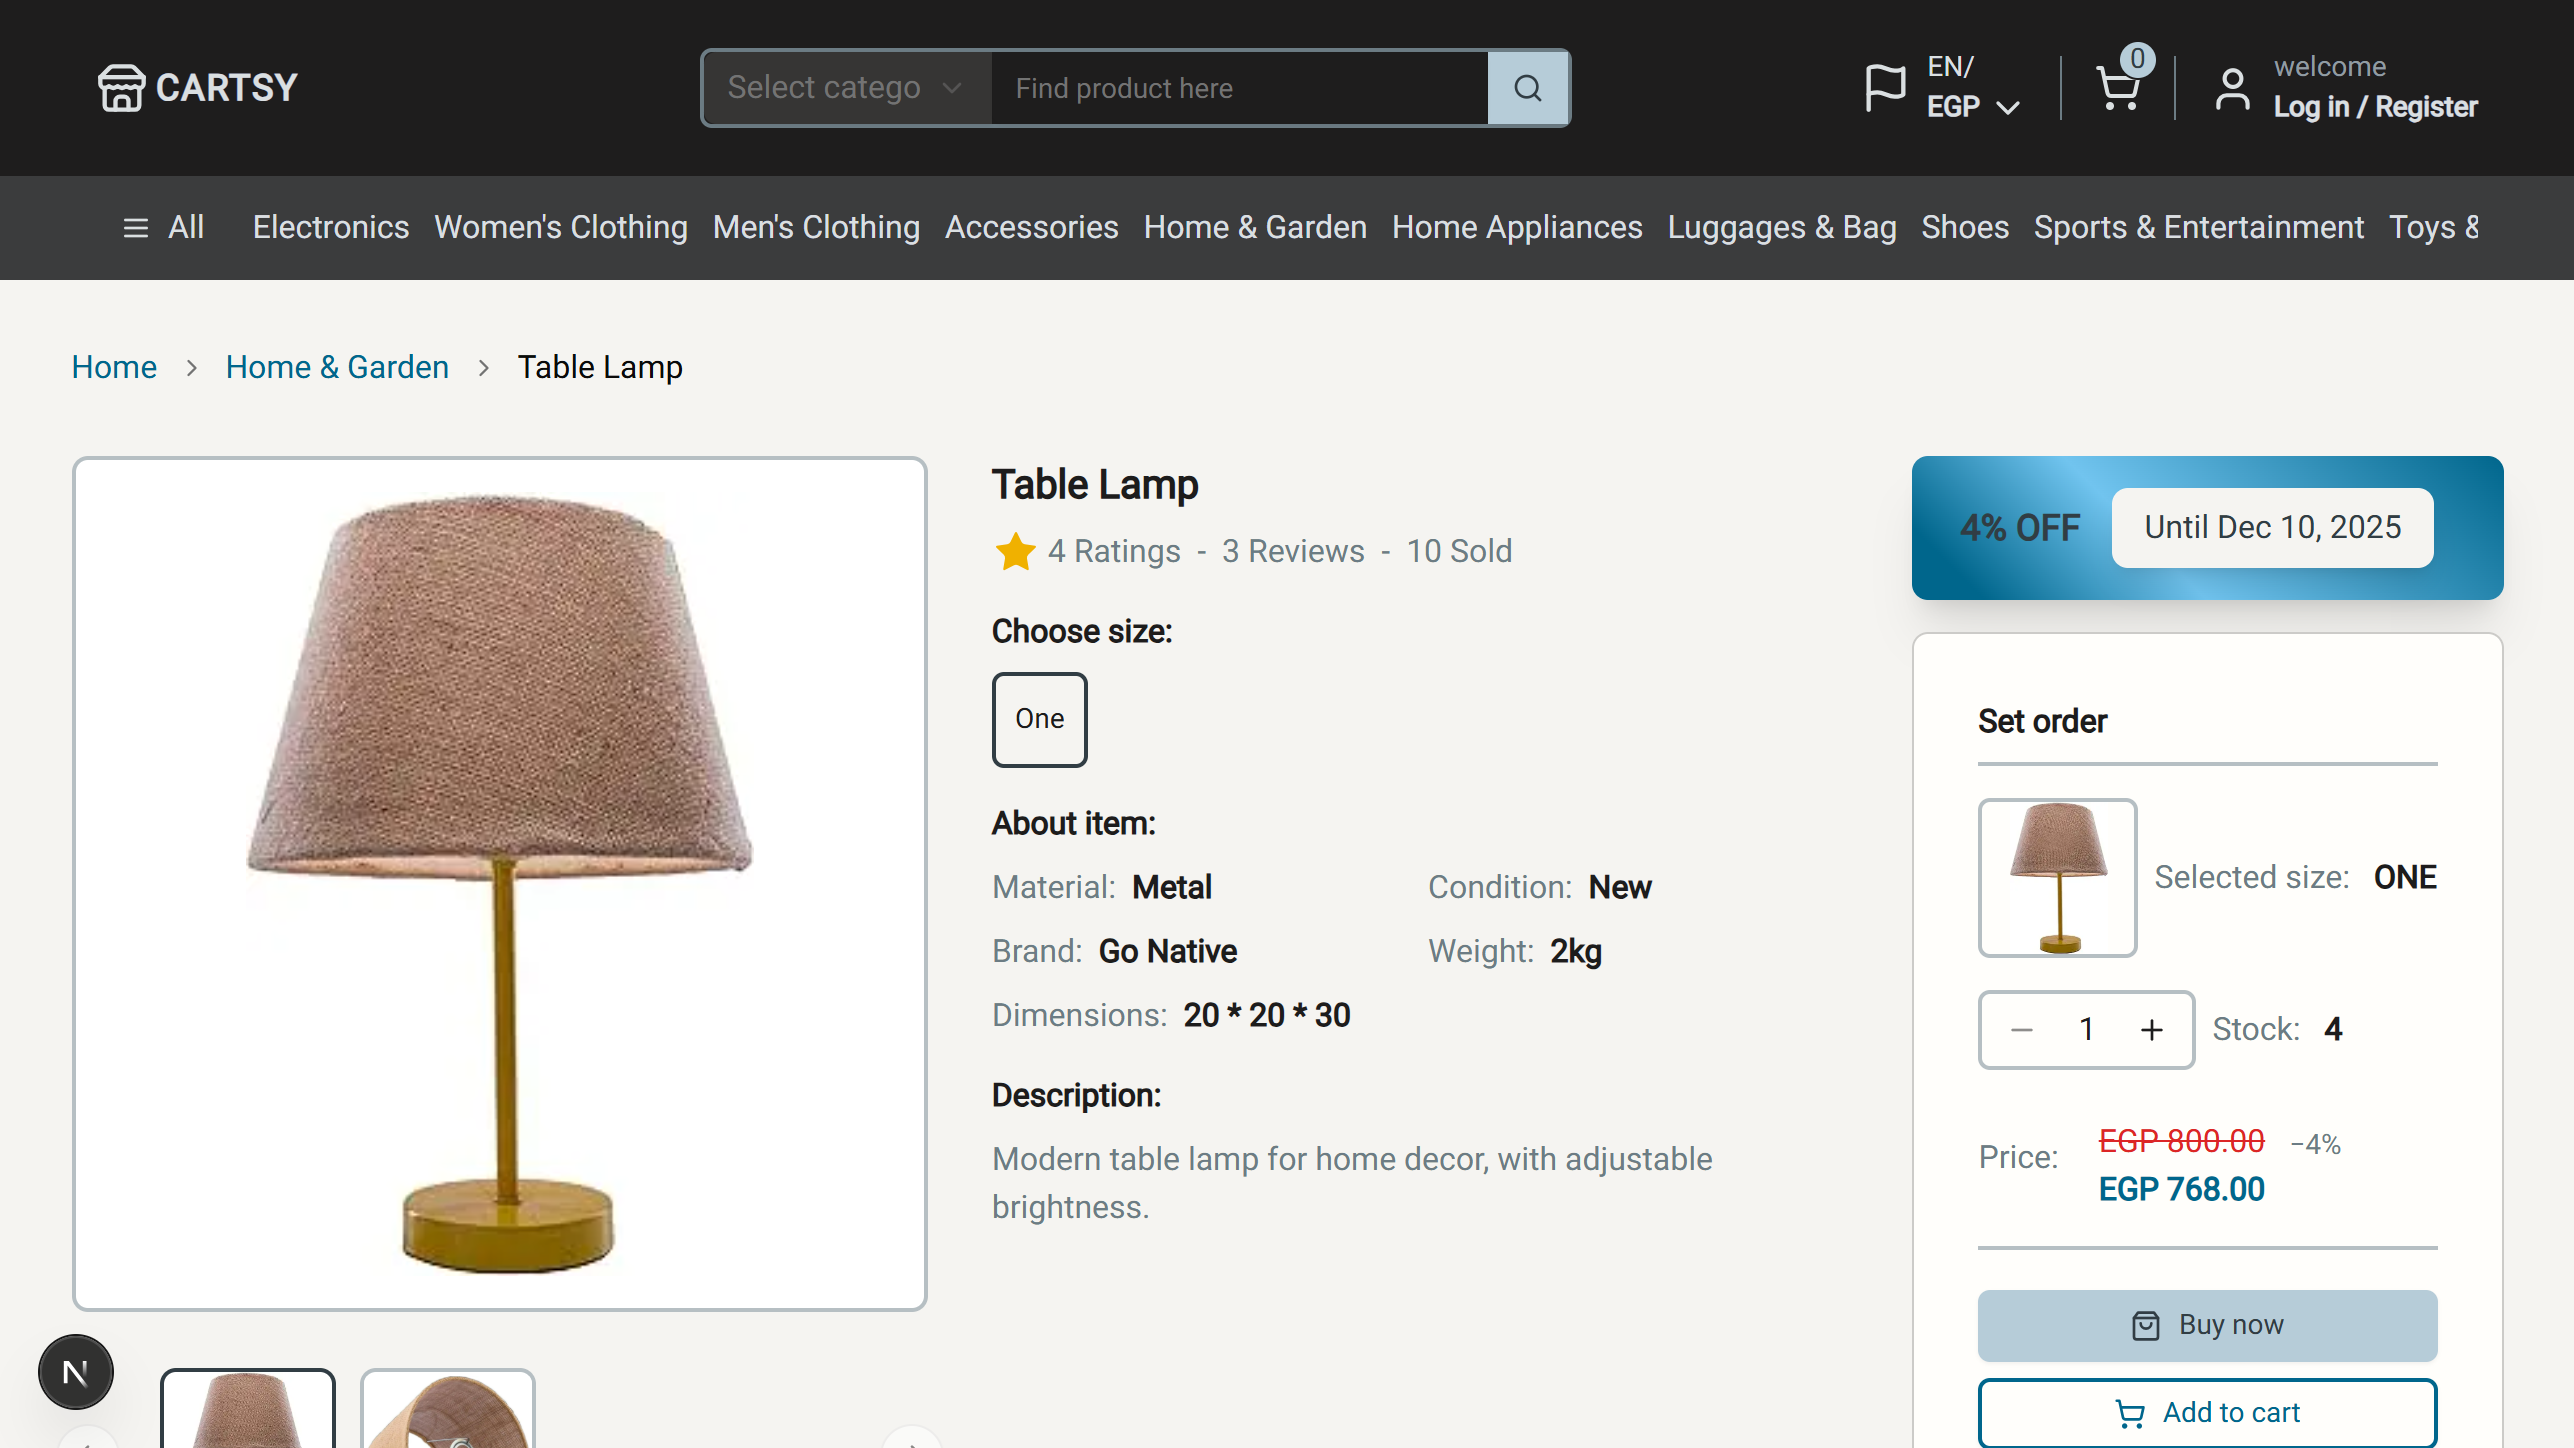 CARTSY
Select catego
Find product here
EN/
EGP
0
welcome
Log in / Register
All
Electronics
Women's Clothing
Men's Clothing
Accessories
Home & Garden
Home Appliances
Luggages & Bag
Shoes
Sports & Entertainment
Toys &
Home > Home & Garden > Table Lamp
Table Lamp
4 Ratings - 3 Reviews - 10 Sold
Choose size:
One
About item:
Material: Metal
Condition: New
Brand: Go Native
Weight: 2kg
Dimensions: 20 * 20 * 30
Description:
Modern table lamp for home decor, with adjustable
brightness.
4% OFF
Until Dec 10, 2025
Set order
Selected size: ONE
1
Stock: 4
Price:
EGP 800.00
−4%
EGP 768.00
Buy now
Add to cart
N